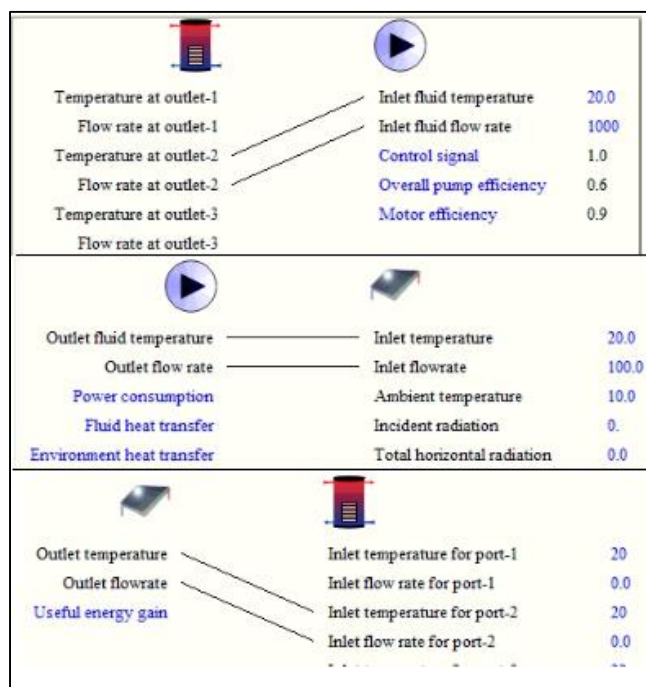 Temperature at outlet-1 Inlet fluid temperature 20.0
Flow rate at outlet-1 Inlet fluid flow rate 1000
Temperature at outlet-2 Control signal 1.0
Flow rate at outlet-2 Overall pump efficiency 0.6
Temperature at outlet-3 Motor efficiency 0.9
Flow rate at outlet-3
Outlet fluid temperature Inlet temperature 20.0
Outlet flow rate Inlet flowrate 100.0
Power consumption Ambient temperature 10.0
Fluid heat transfer Incident radiation 0.
Environment heat transfer Total horizontal radiation 0.0
Outlet temperature Inlet temperature for port-1 20
Outlet flowrate Inlet flow rate for port-1 0.0
Useful energy gain Inlet temperature for port-2 20
Inlet flow rate for port-2 0.0